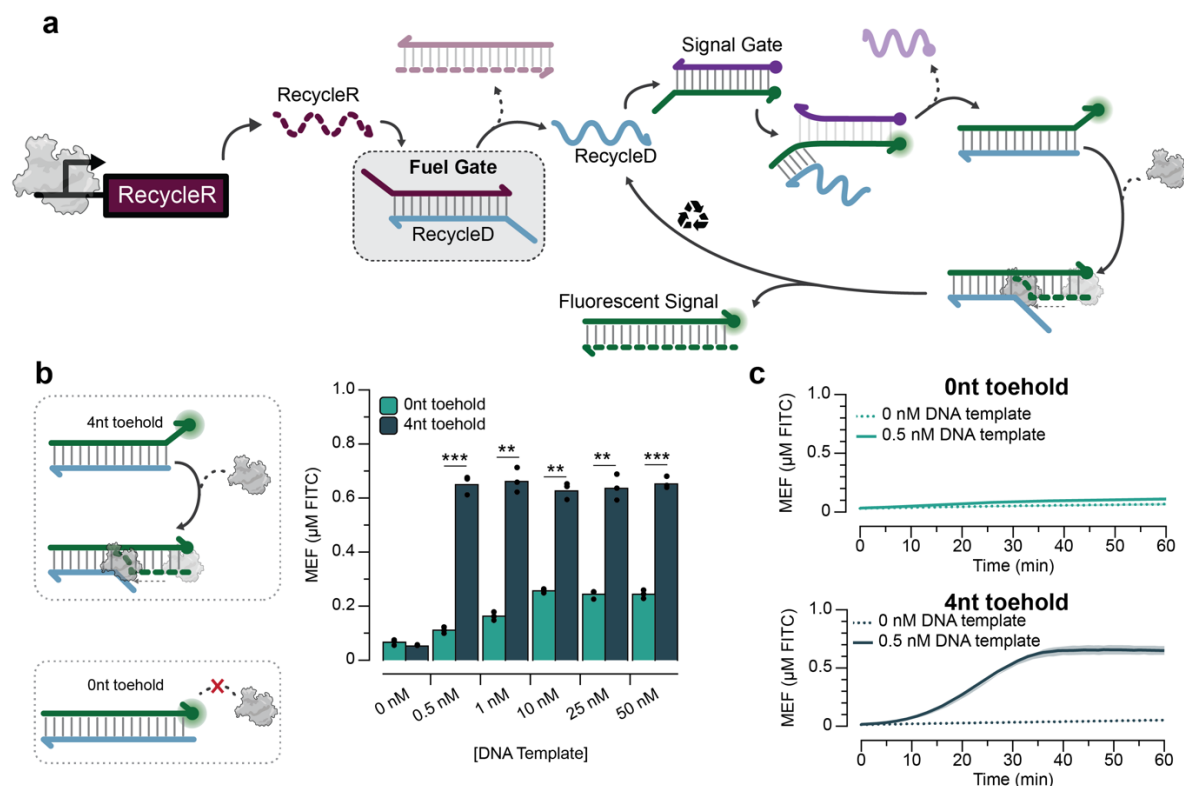 a
RecycleR
RecycleR
Fuel Gate
RecycleD
RecycleD
Signal Gate
Fluorescent Signal
b
4nt toehold
0nt toehold
MEF (µM FITC)
1.0
0.8
0.6
0.4
0.2
0
0nt toehold
4nt toehold
*** ** ** ** ***
0 nM 0.5 nM 1 nM 10 nM 25 nM 50 nM
[DNA Template]
c
0nt toehold
0 nM DNA template
0.5 nM DNA template
MEF (µM FITC)
1.0
0.5
0
0 10 20 30 40 50 60
Time (min)
4nt toehold
0 nM DNA template
0.5 nM DNA template
MEF (µM FITC)
1.0
0.5
0
0 10 20 30 40 50 60
Time (min)